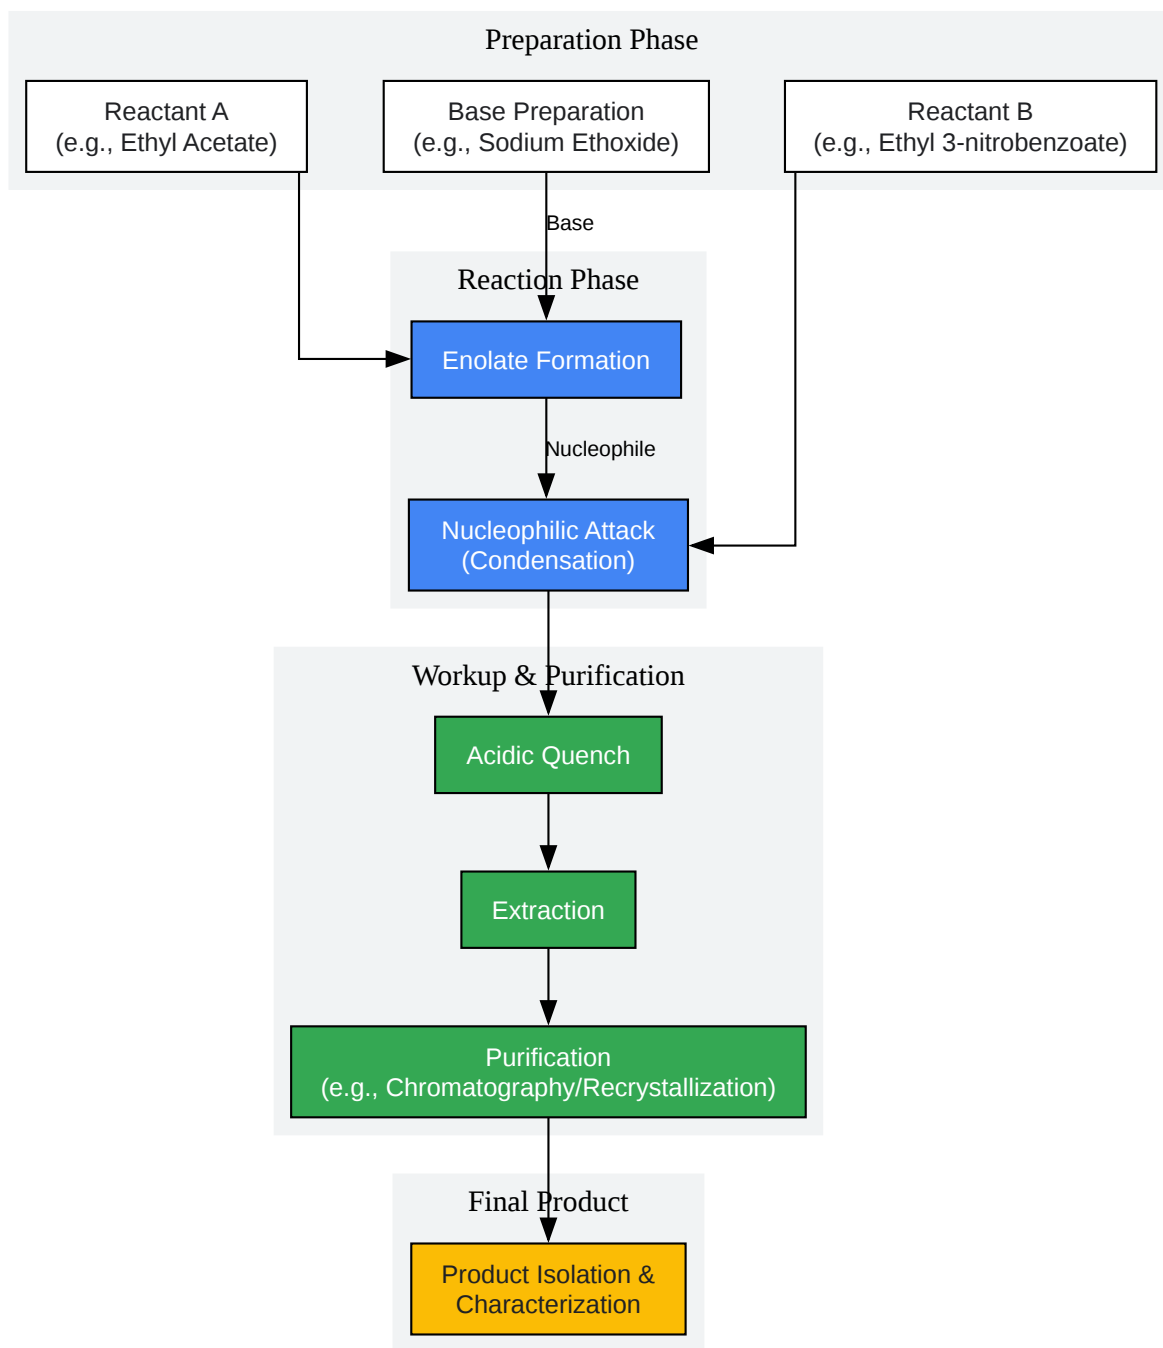 Preparation Phase
Reactant A
(e.g., Ethyl Acetate)
Base Preparation
(e.g., Sodium Ethoxide)
Reactant B
(e.g., Ethyl 3-nitrobenzoate)
Base
Reaction Phase
Enolate Formation
Nucleophile
Nucleophilic Attack
(Condensation)
Workup & Purification
Acidic Quench
Extraction
Purification
(e.g., Chromatography/Recrystallization)
Final Product
Product Isolation &
Characterization